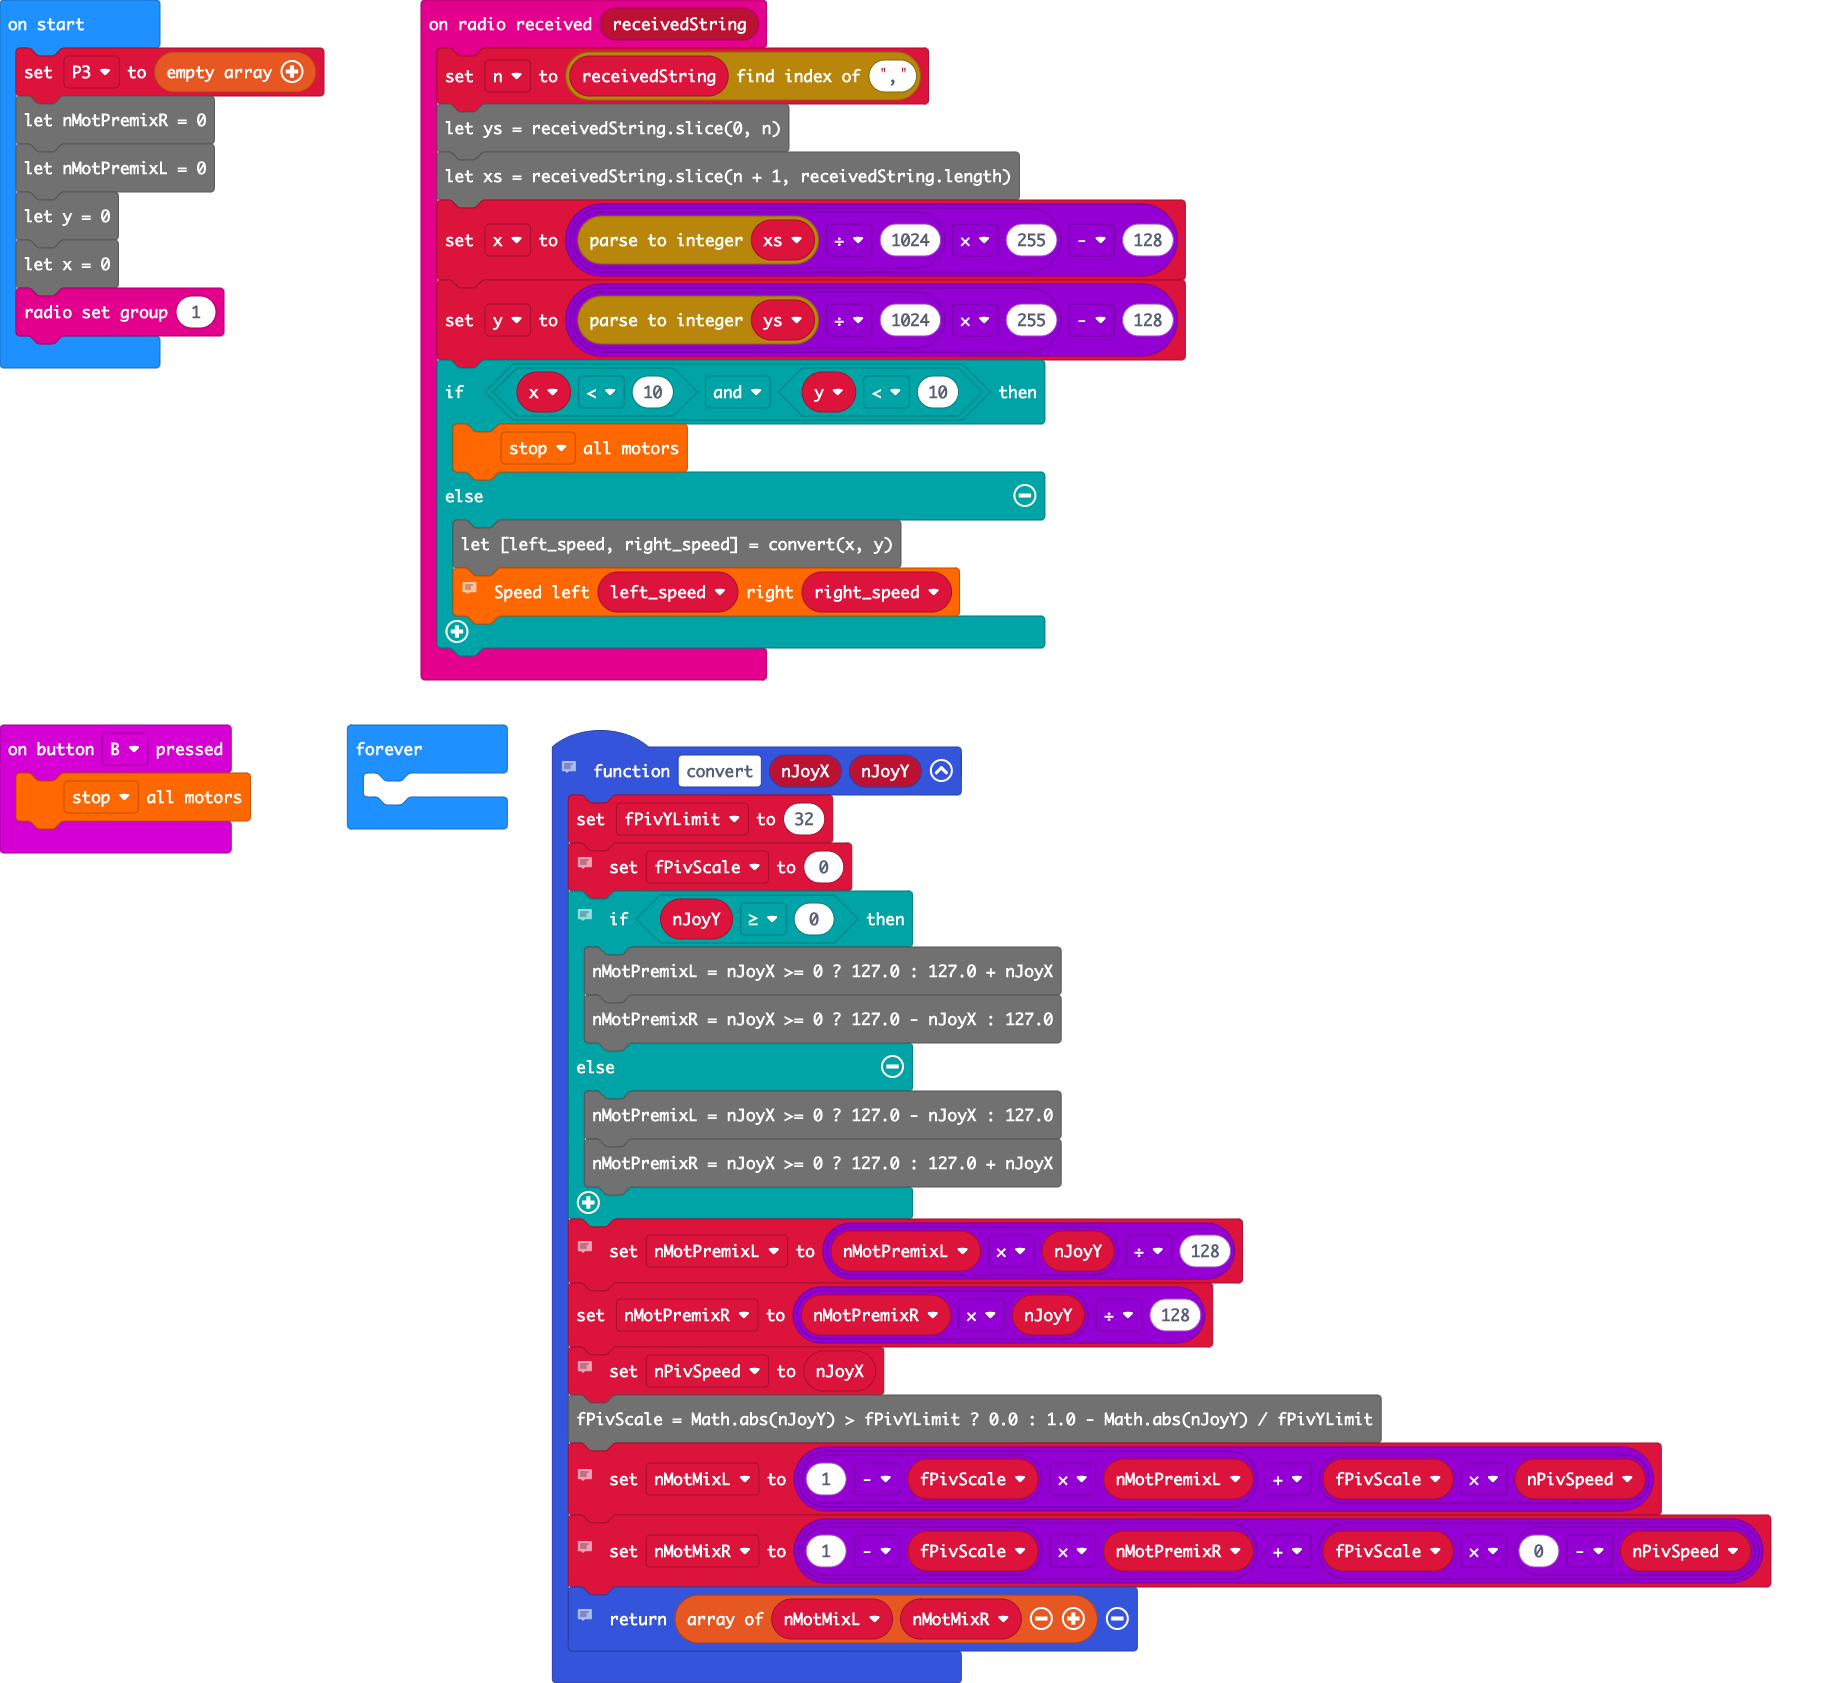 on start
set P3 to empty array
let nMotPremixR = 0
let nMotPremixL = 0
let y = 0
let x = 0
radio set group 1
on radio received receivedString
set n to receivedString find index of ","
let ys = receivedString.slice(0, n)
let xs = receivedString.slice(n + 1, receivedString.length)
set x to parse to integer xs ÷ 1024 × 255 - 128
set y to parse to integer ys ÷ 1024 × 255 - 128
if x < 10 and y < 10 then
stop all motors
else
let [left_speed, right_speed] = convert(x, y)
Speed left left_speed right right_speed
on button B pressed
stop all motors
forever
function convert nJoyX nJoyY
set fPivYLimit to 32
set fPivScale to 0
if nJoyY ≥ 0 then
nMotPremixL = nJoyX >= 0 ? 127.0 : 127.0 + nJoyX
nMotPremixR = nJoyX >= 0 ? 127.0 - nJoyX : 127.0
else
nMotPremixL = nJoyX >= 0 ? 127.0 - nJoyX : 127.0
nMotPremixR = nJoyX >= 0 ? 127.0 : 127.0 + nJoyX
set nMotPremixL to nMotPremixL × nJoyY ÷ 128
set nMotPremixR to nMotPremixR × nJoyY ÷ 128
set nPivSpeed to nJoyX
fPivScale = Math.abs(nJoyY) > fPivYLimit ? 0.0 : 1.0 - Math.abs(nJoyY) / fPivYLimit
set nMotMixL to 1 - fPivScale × nMotPremixL + fPivScale × nPivSpeed
set nMotMixR to 1 - fPivScale × nMotPremixR + fPivScale × 0 - nPivSpeed
return array of nMotMixL nMotMixR